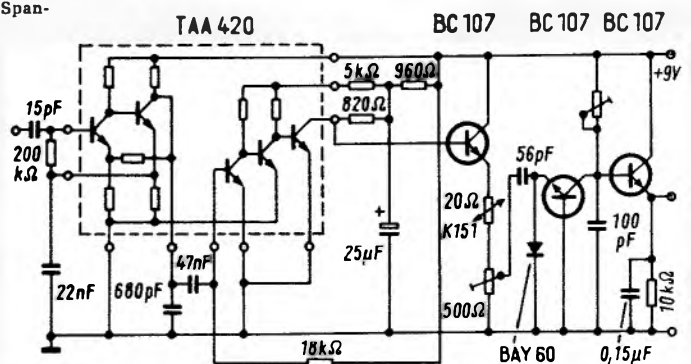 Span-
TAA 420
BC 107 BC 107 BC 107
+9V
15pF
5kΩ 960Ω
820Ω
200
kΩ
56pF
20Ω
K151
+
25µF
100
pF
47nF
22nF
680pF
500Ω
10kΩ
18kΩ
BAY 60
0,15µF